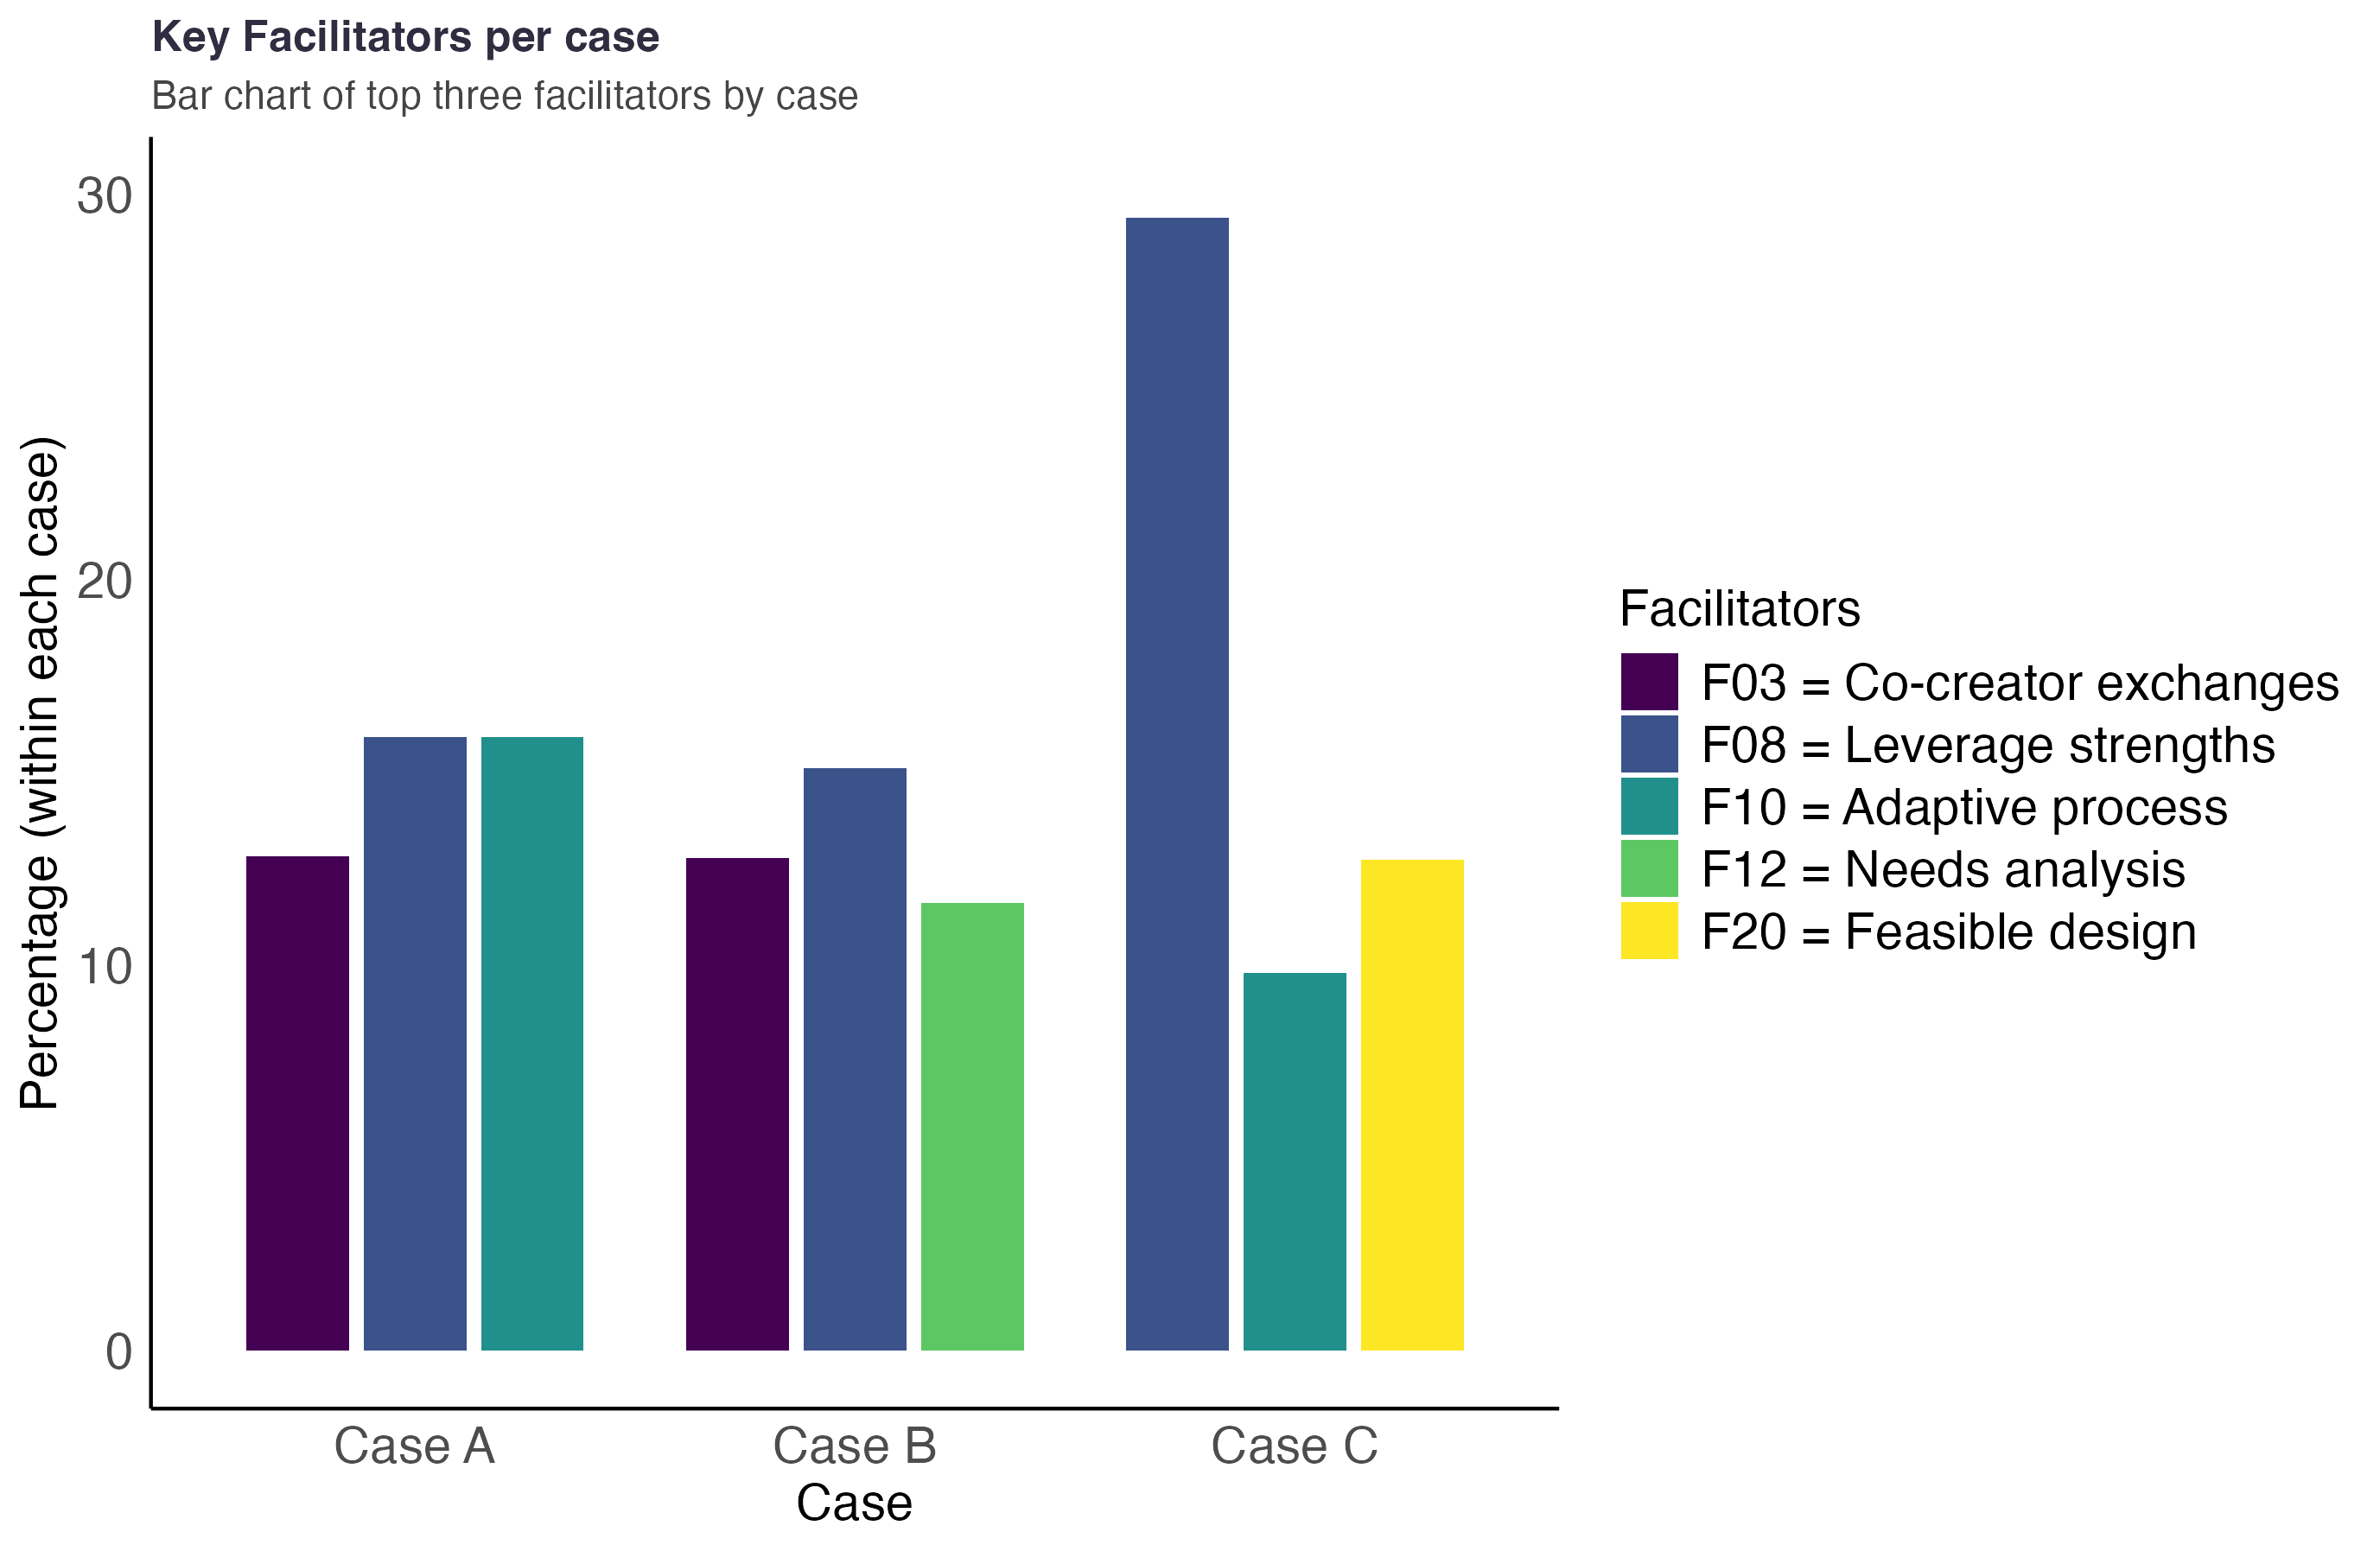 Key Facilitators per case
Bar chart of top three facilitators by case
Percentage (within each case)
30
20
10
0
Case A
Case B
Case C
Case
Facilitators
F03 = Co-creator exchanges
F08 = Leverage strengths
F10 = Adaptive process
F12 = Needs analysis
F20 = Feasible design